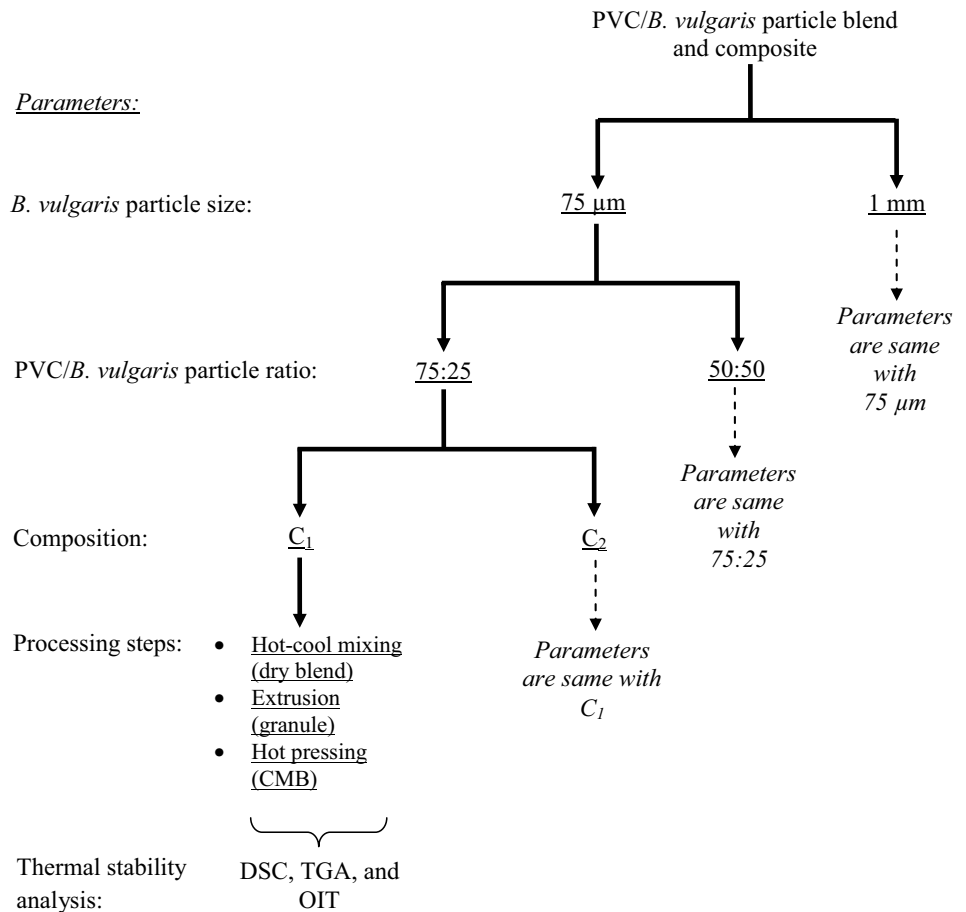 PVC/B. vulgaris particle blend
and composite
Parameters:
B. vulgaris particle size:
75 µm
1 mm
Parameters
are same
with
75 µm
PVC/B. vulgaris particle ratio:
75:25
50:50
Parameters
are same
with
75:25
Composition:
C₁
C₂
Processing steps:
• Hot-cool mixing
(dry blend)
• Extrusion
(granule)
• Hot pressing
(CMB)
Parameters
are same with
C₁
Thermal stability
analysis:
DSC, TGA, and
OIT